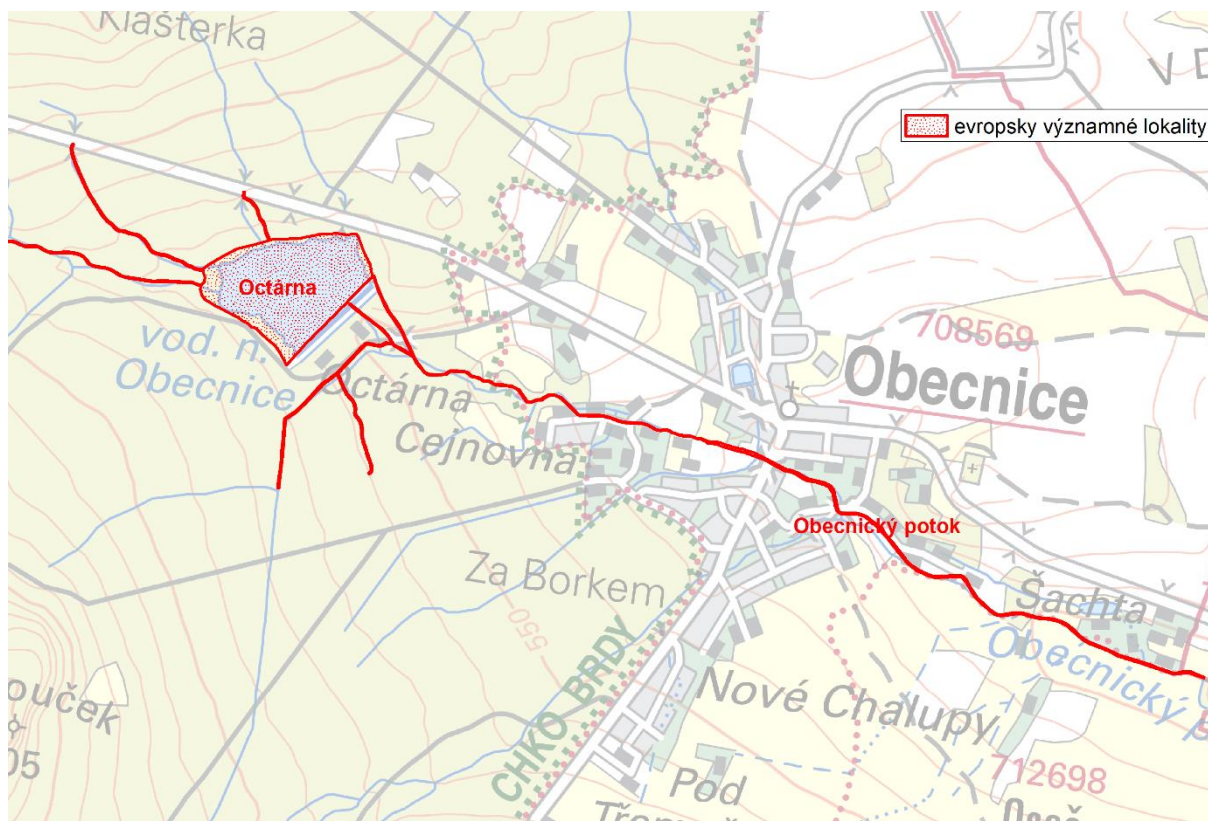 Klášterka
V D
evropsky významné lokality
Octárna
vod. n.
Obecnice
Octárna
Cejnovna
708569
Obecnice
Obecnický potok
Za Borkem
550
Šachta
Obecnický p
CHKO BRDY
Nové Chalupy
ouček
05
712698
Pod